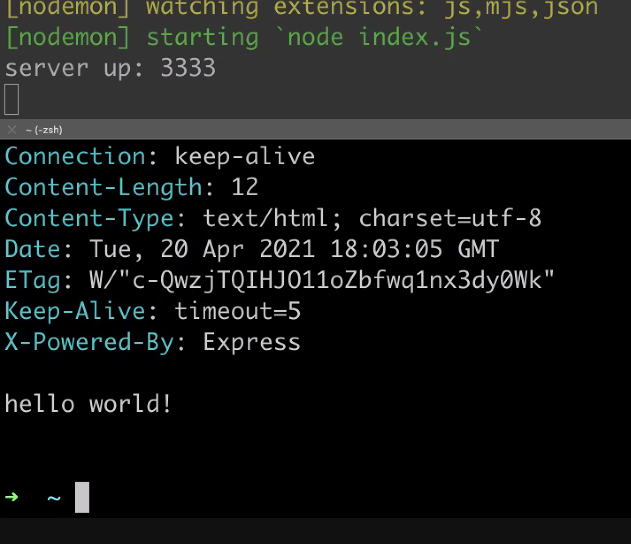 [nodemon] watching extensions: js,mjs,json
[nodemon] starting `node index.js`
server up: 3333
~ (-zsh)
Connection: keep-alive
Content-Length: 12
Content-Type: text/html; charset=utf-8
Date: Tue, 20 Apr 2021 18:03:05 GMT
ETag: W/"c-QwzjTQIHJO11oZbfwq1nx3dy0Wk"
Keep-Alive: timeout=5
X-Powered-By: Express
hello world!
➜ ~